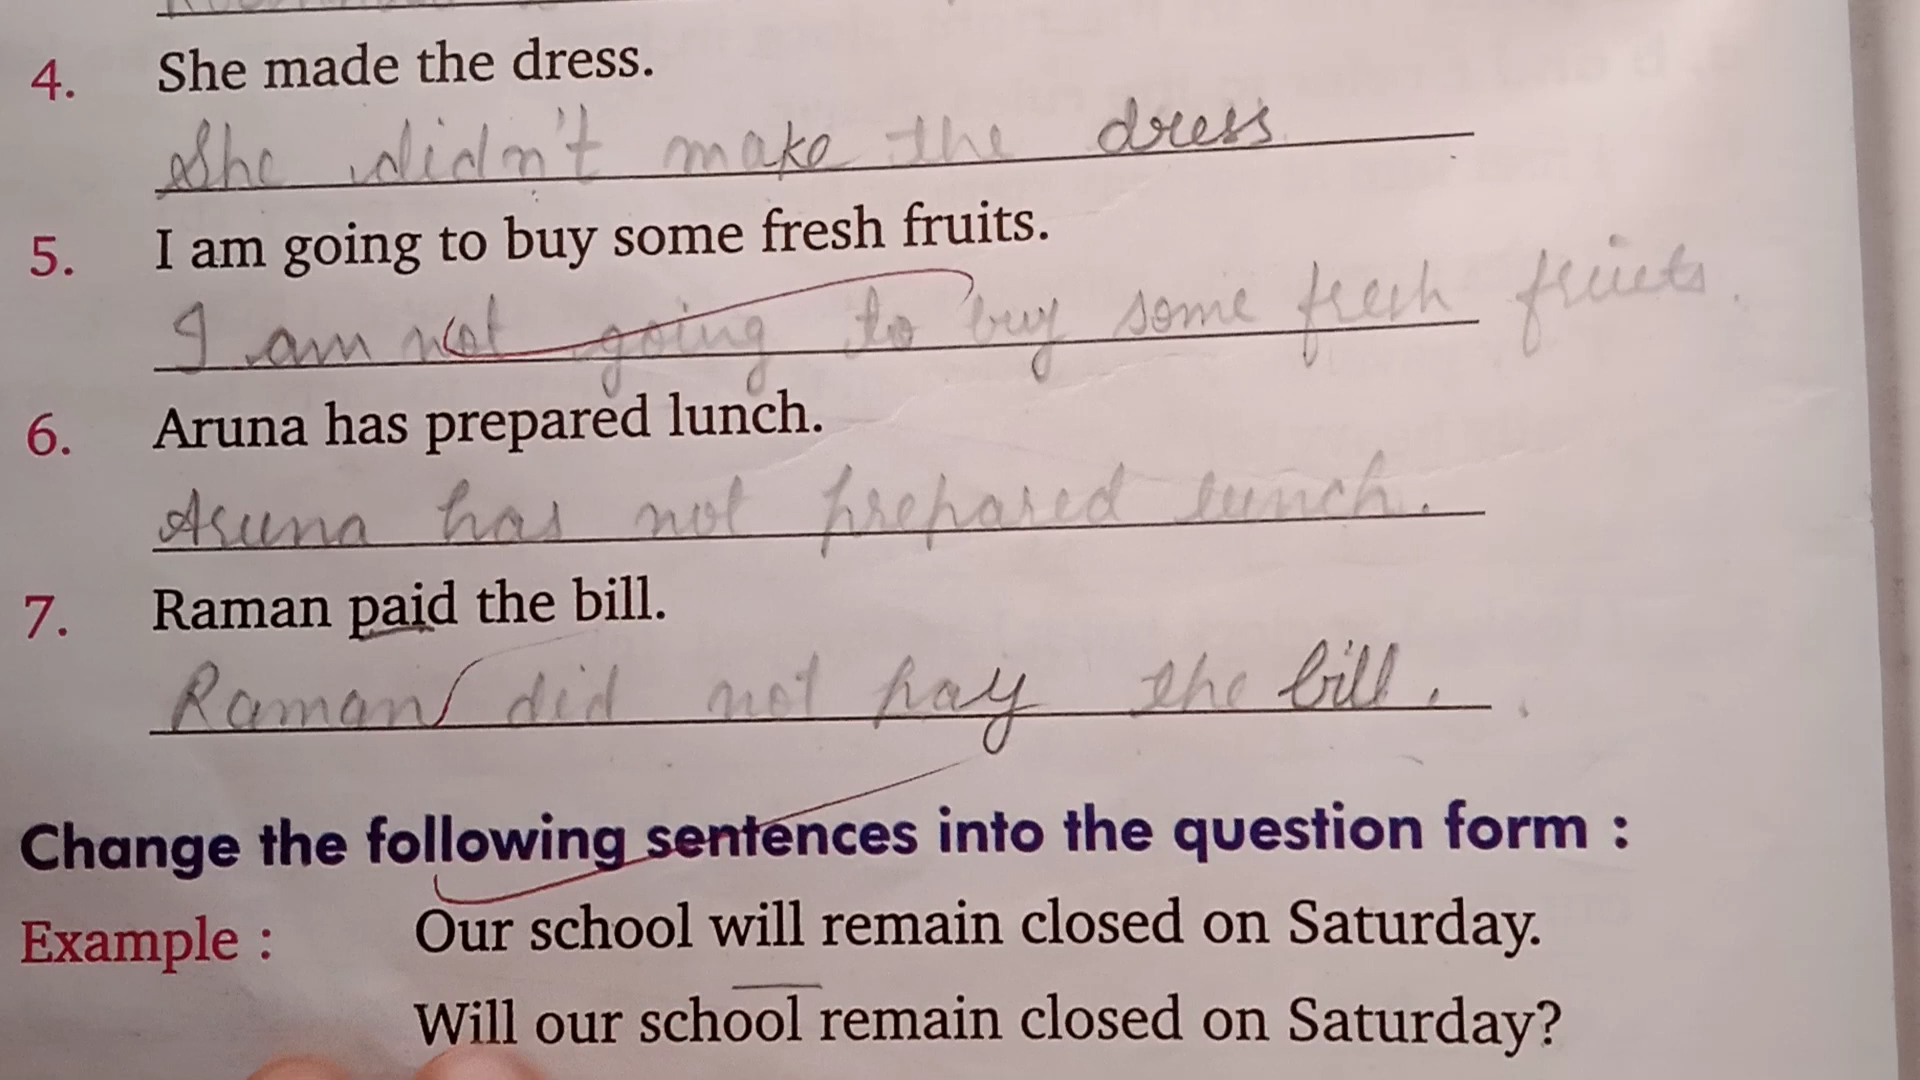 4. She made the dress.
She didn't make the dress.
5. I am going to buy some fresh fruits.
I am not going to buy some fresh fruits.
6. Aruna has prepared lunch.
Aruna has not prepared lunch.
7. Raman paid the bill.
Raman did not pay the bill.
Change the following sentences into the question form :
Example : Our school will remain closed on Saturday.
Will our school remain closed on Saturday?